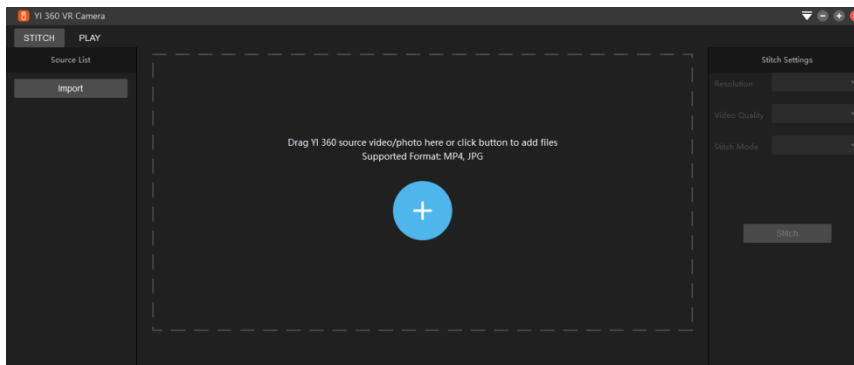 YI 360 VR Camera
STITCH PLAY
Source List
Import
Drag YI 360 source video/photo here or click button to add files
Supported Format: MP4, JPG
Stitch Settings
Resolution
Video Quality
Stitch Mode
Stitch